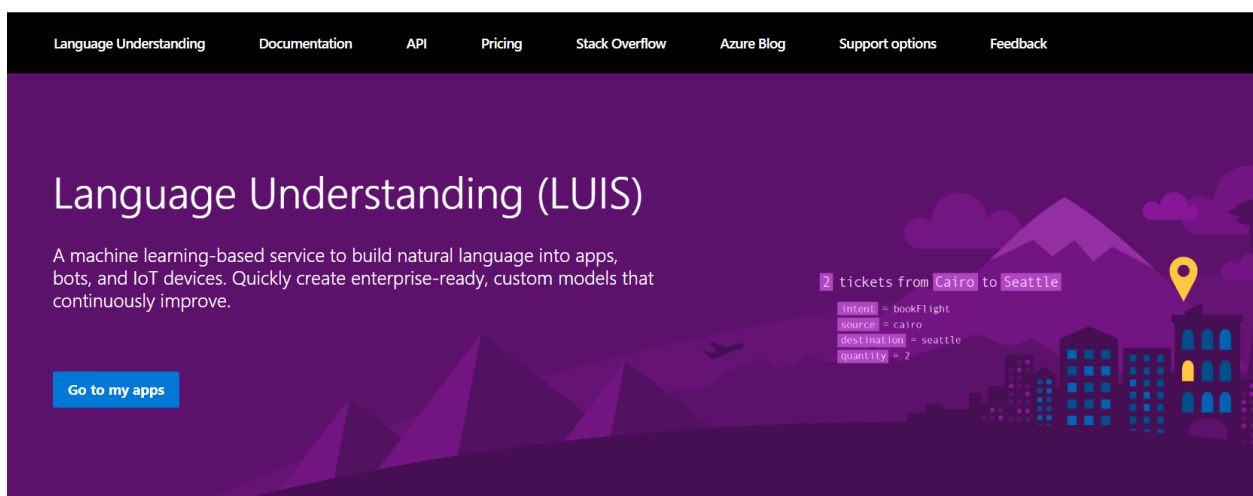 Language Understanding Documentation API Pricing Stack Overflow Azure Blog Support options Feedback
Language Understanding (LUIS)
A machine learning-based service to build natural language into apps,
bots, and IoT devices. Quickly create enterprise-ready, custom models that
continuously improve.
Go to my apps
2 tickets from Cairo to Seattle
intent = bookFlight
source = cairo
destination = seattle
quantity = 2